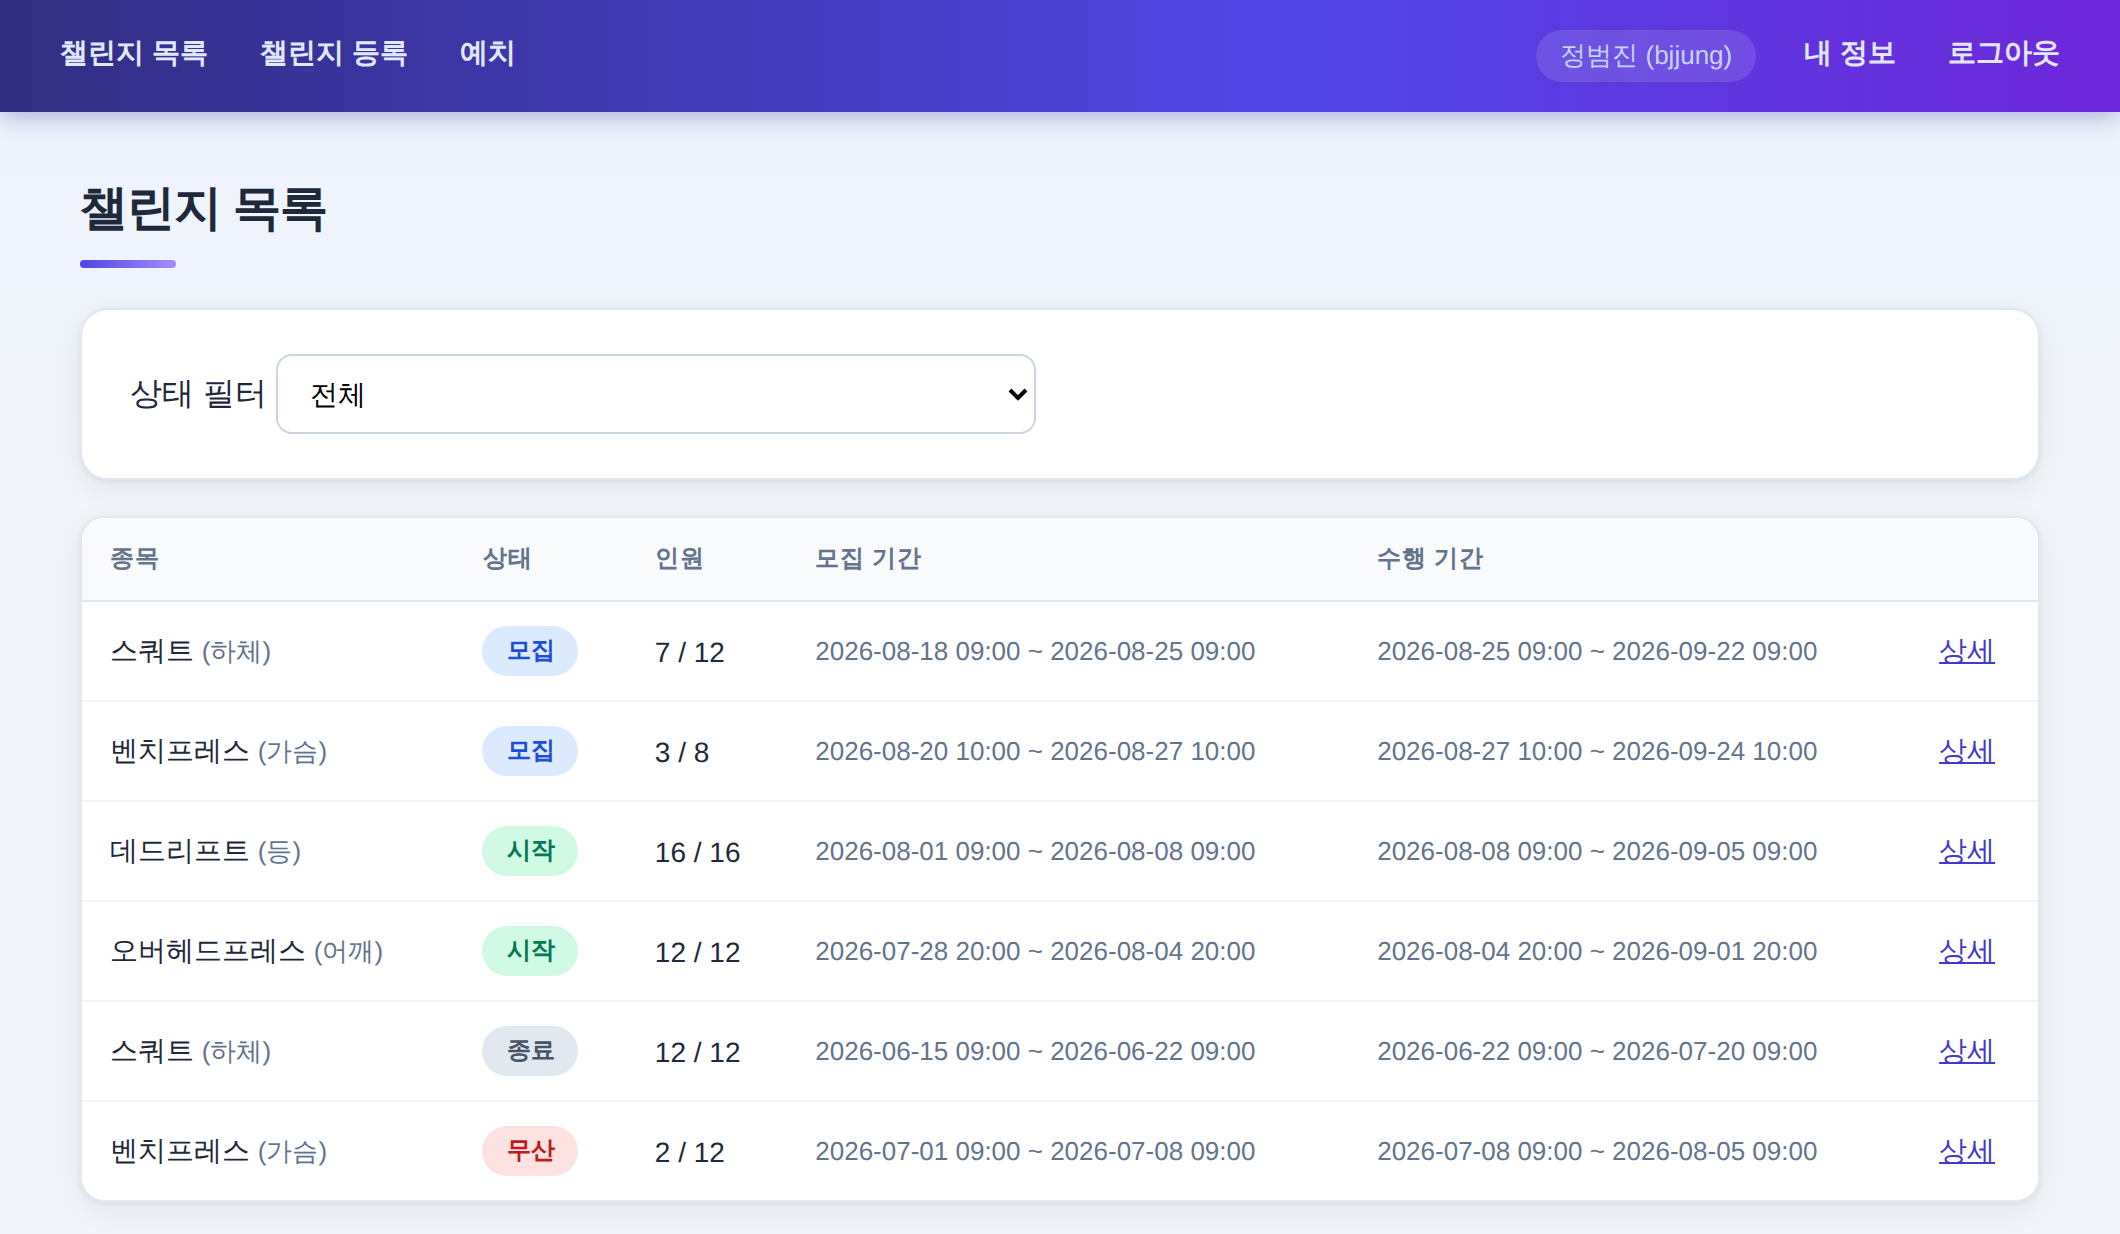 챌린지 목록 챌린지 등록 예치 정범진 (bjjung) 내 정보 로그아웃
챌린지 목록
상태 필터 전체
종목 상태 인원 모집 기간 수행 기간
스쿼트 (하체) 모집 7 / 12 2026-08-18 09:00 ~ 2026-08-25 09:00 2026-08-25 09:00 ~ 2026-09-22 09:00 상세
벤치프레스 (가슴) 모집 3 / 8 2026-08-20 10:00 ~ 2026-08-27 10:00 2026-08-27 10:00 ~ 2026-09-24 10:00 상세
데드리프트 (등) 시작 16 / 16 2026-08-01 09:00 ~ 2026-08-08 09:00 2026-08-08 09:00 ~ 2026-09-05 09:00 상세
오버헤드프레스 (어깨) 시작 12 / 12 2026-07-28 20:00 ~ 2026-08-04 20:00 2026-08-04 20:00 ~ 2026-09-01 20:00 상세
스쿼트 (하체) 종료 12 / 12 2026-06-15 09:00 ~ 2026-06-22 09:00 2026-06-22 09:00 ~ 2026-07-20 09:00 상세
벤치프레스 (가슴) 무산 2 / 12 2026-07-01 09:00 ~ 2026-07-08 09:00 2026-07-08 09:00 ~ 2026-08-05 09:00 상세